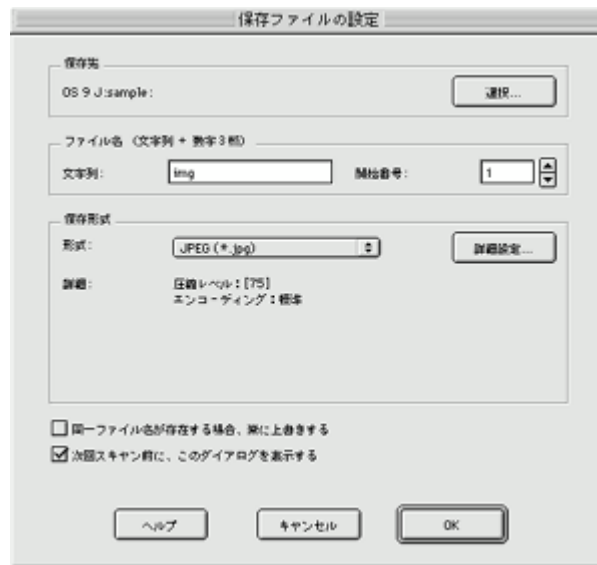 保存ファイルの設定
保存先
OS 9 J:sample:
選択...
ファイル名（文字列 + 数字３桁）
文字列:
img
開始番号:
1
保存形式
形式:
JPEG (*.jpg)
詳細設定...
詳細:
圧縮レベル：[75]
エンコーディング：標準
同一ファイル名が存在する場合、常に上書きする
次回スキャン前に、このダイアログを表示する
ヘルプ
キャンセル
OK